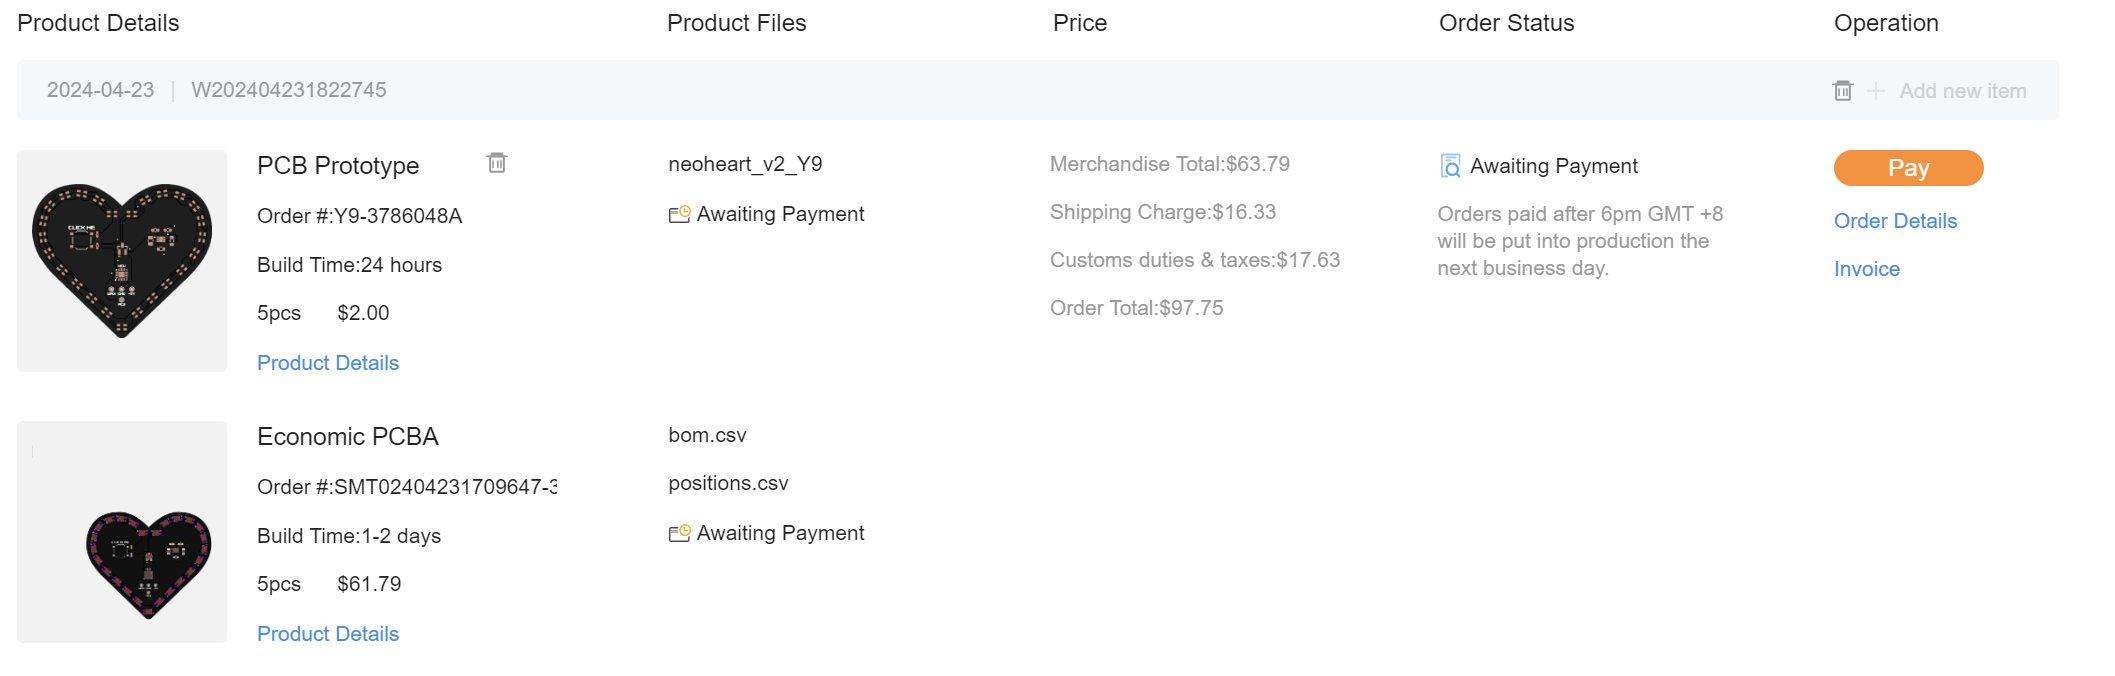 Product Details
Product Files
Price
Order Status
Operation
2024-04-23 | W202404231822745
Add new item
PCB Prototype
Order #:Y9-3786048A
Build Time:24 hours
5pcs $2.00
Product Details
neoheart_v2_Y9
Awaiting Payment
Merchandise Total:$63.79
Shipping Charge:$16.33
Customs duties & taxes:$17.63
Order Total:$97.75
Awaiting Payment
Orders paid after 6pm GMT +8
will be put into production the
next business day.
Pay
Order Details
Invoice
CLICK ME
Economic PCBA
Order #:SMT02404231709647-3
Build Time:1-2 days
5pcs $61.79
Product Details
bom.csv
positions.csv
Awaiting Payment